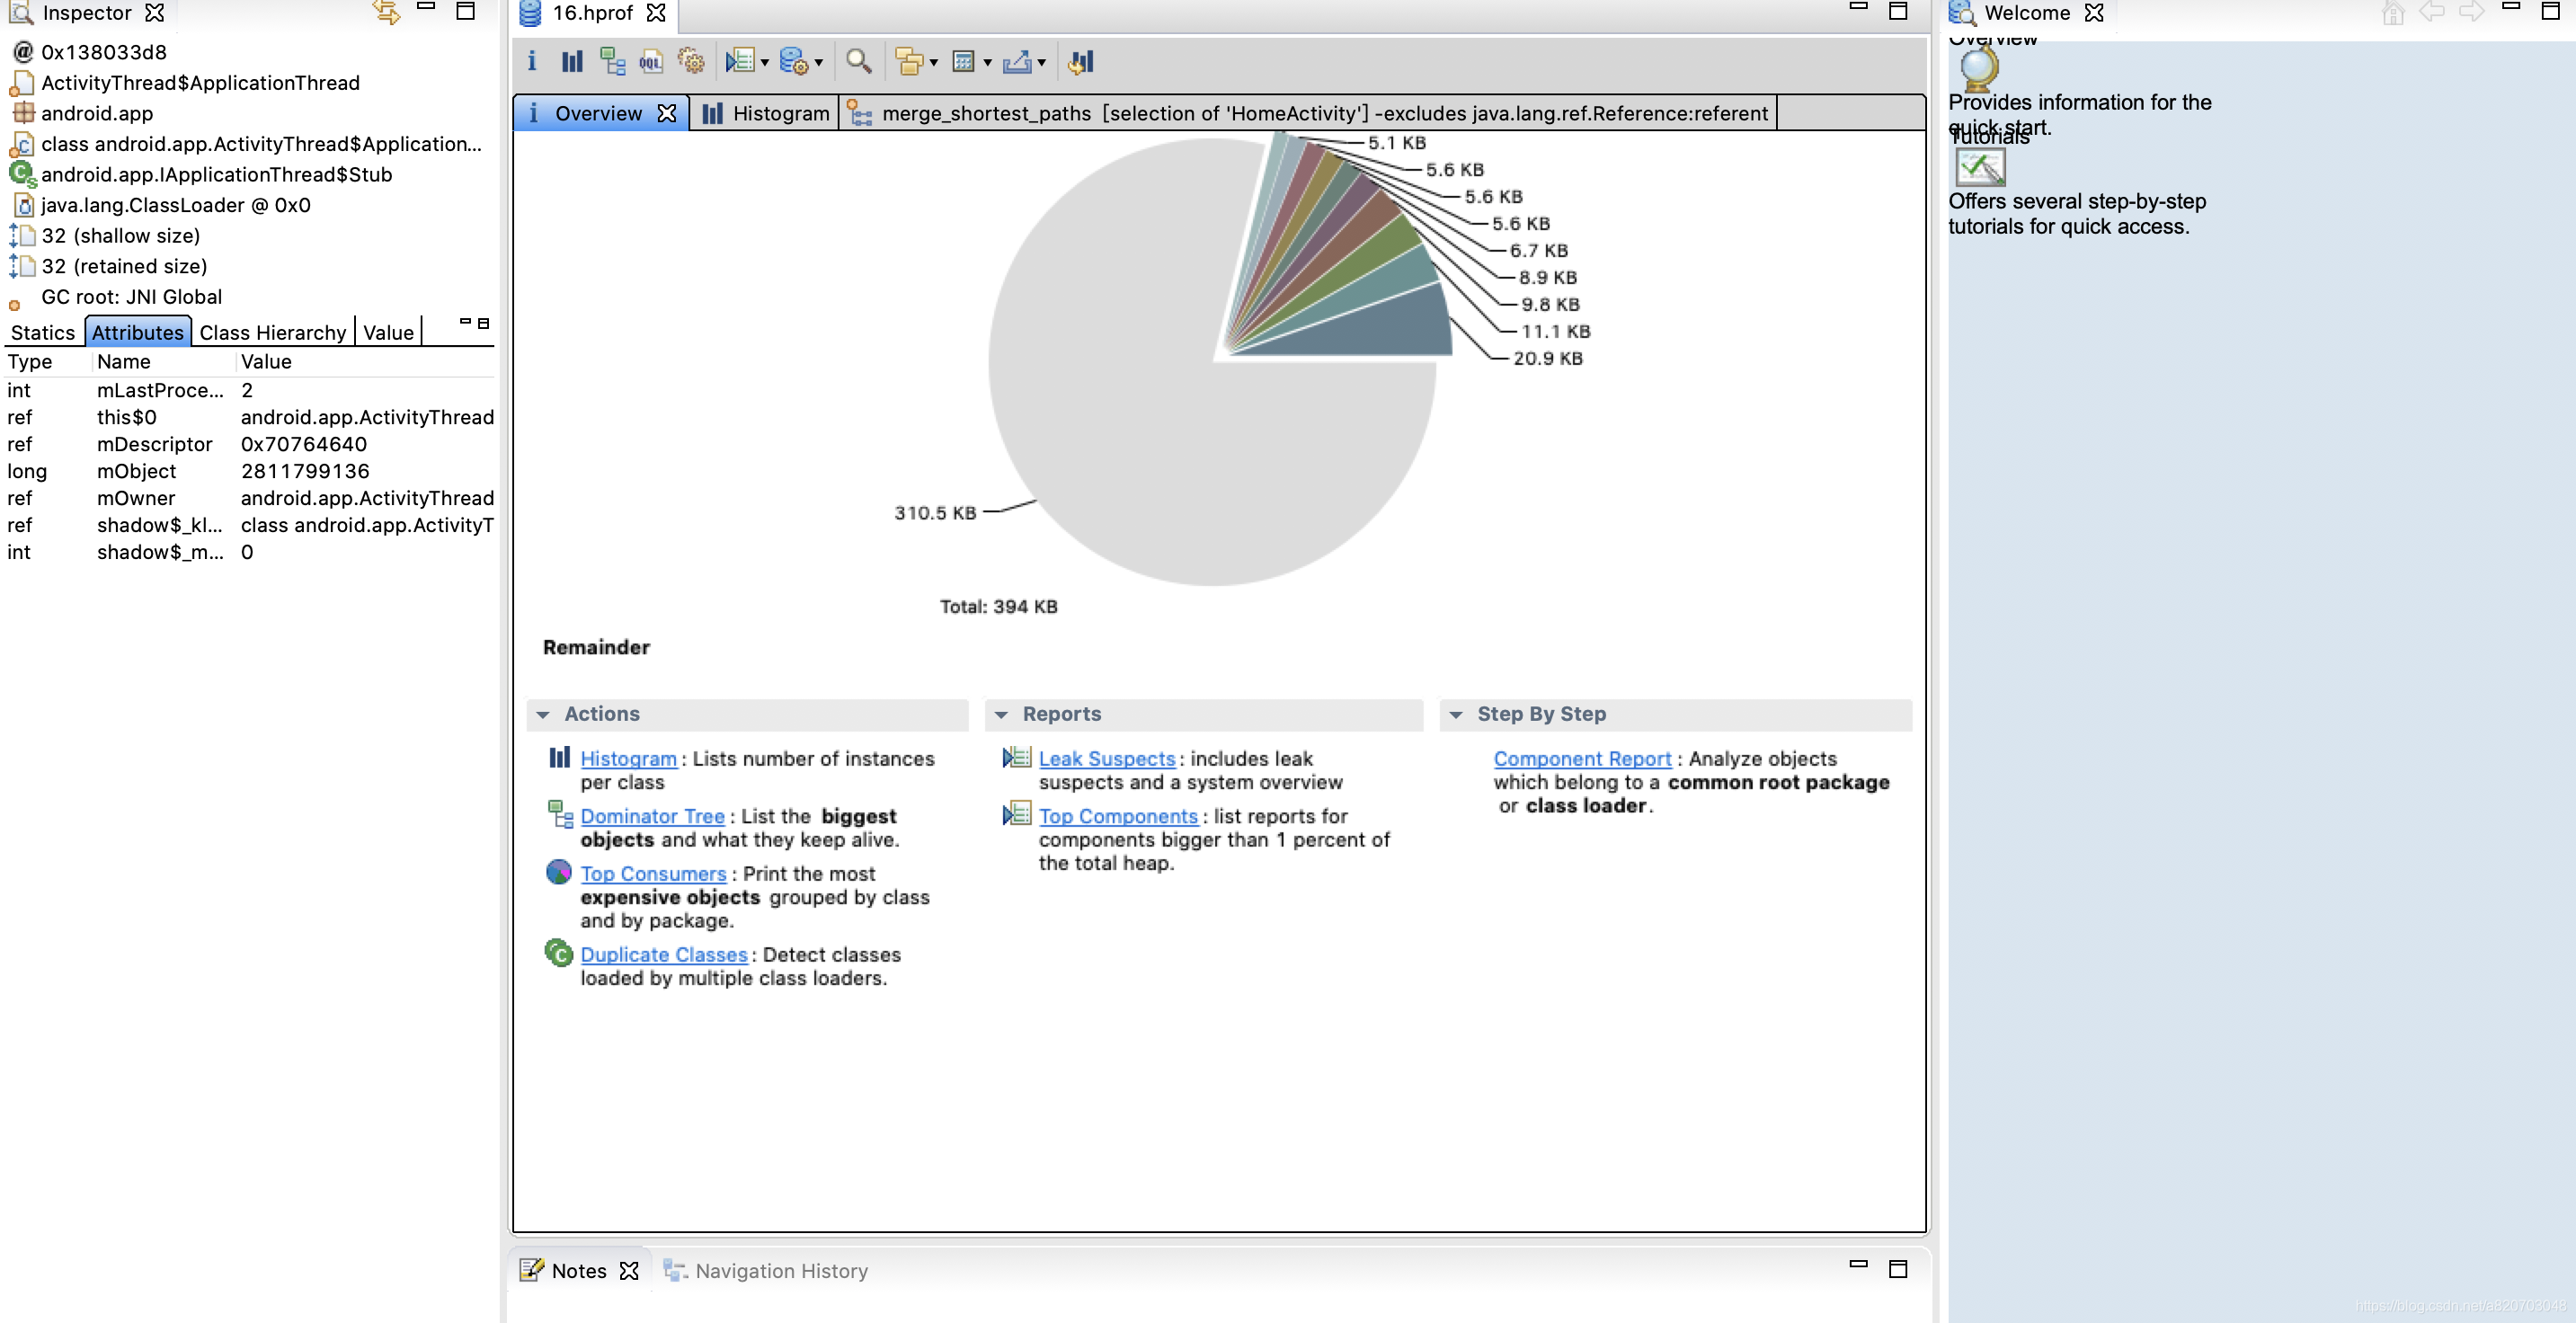 Inspector
@ 0x138033d8
ActivityThread$ApplicationThread
android.app
class android.app.ActivityThread$Application...
android.app.IApplicationThread$Stub
java.lang.ClassLoader @ 0x0
32 (shallow size)
32 (retained size)
GC root: JNI Global
Statics Attributes Class Hierarchy Value
Type Name Value
int mLastProce... 2
ref this$0 android.app.ActivityThread
ref mDescriptor 0x70764640
long mObject 2811799136
ref mOwner android.app.ActivityThread
ref shadow$_kl... class android.app.ActivityT
int shadow$_m... 0
16.hprof
i OQL
i Overview Histogram merge_shortest_paths [selection of 'HomeActivity'] -excludes java.lang.ref.Reference:referent
5.1 KB
5.6 KB
5.6 KB
5.6 KB
6.7 KB
8.9 KB
9.8 KB
11.1 KB
20.9 KB
310.5 KB
Total: 394 KB
Remainder
Actions
Histogram : Lists number of instances
per class
Dominator Tree : List the biggest
objects and what they keep alive.
Top Consumers : Print the most
expensive objects grouped by class
and by package.
Duplicate Classes : Detect classes
loaded by multiple class loaders.
Reports
Leak Suspects : includes leak
suspects and a system overview
Top Components : list reports for
components bigger than 1 percent of
the total heap.
Step By Step
Component Report : Analyze objects
which belong to a common root package
or class loader.
Notes Navigation History
Welcome
Overview
Provides information for the
quick start.
Tutorials
Offers several step-by-step
tutorials for quick access.
https://blog.csdn.net/a820703048